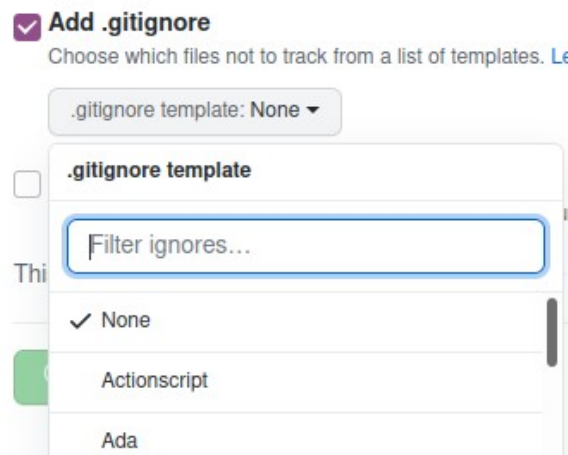 Add .gitignore
Choose which files not to track from a list of templates.
.gitignore template: None
.gitignore template
Filter ignores...
None
Actionscript
Ada